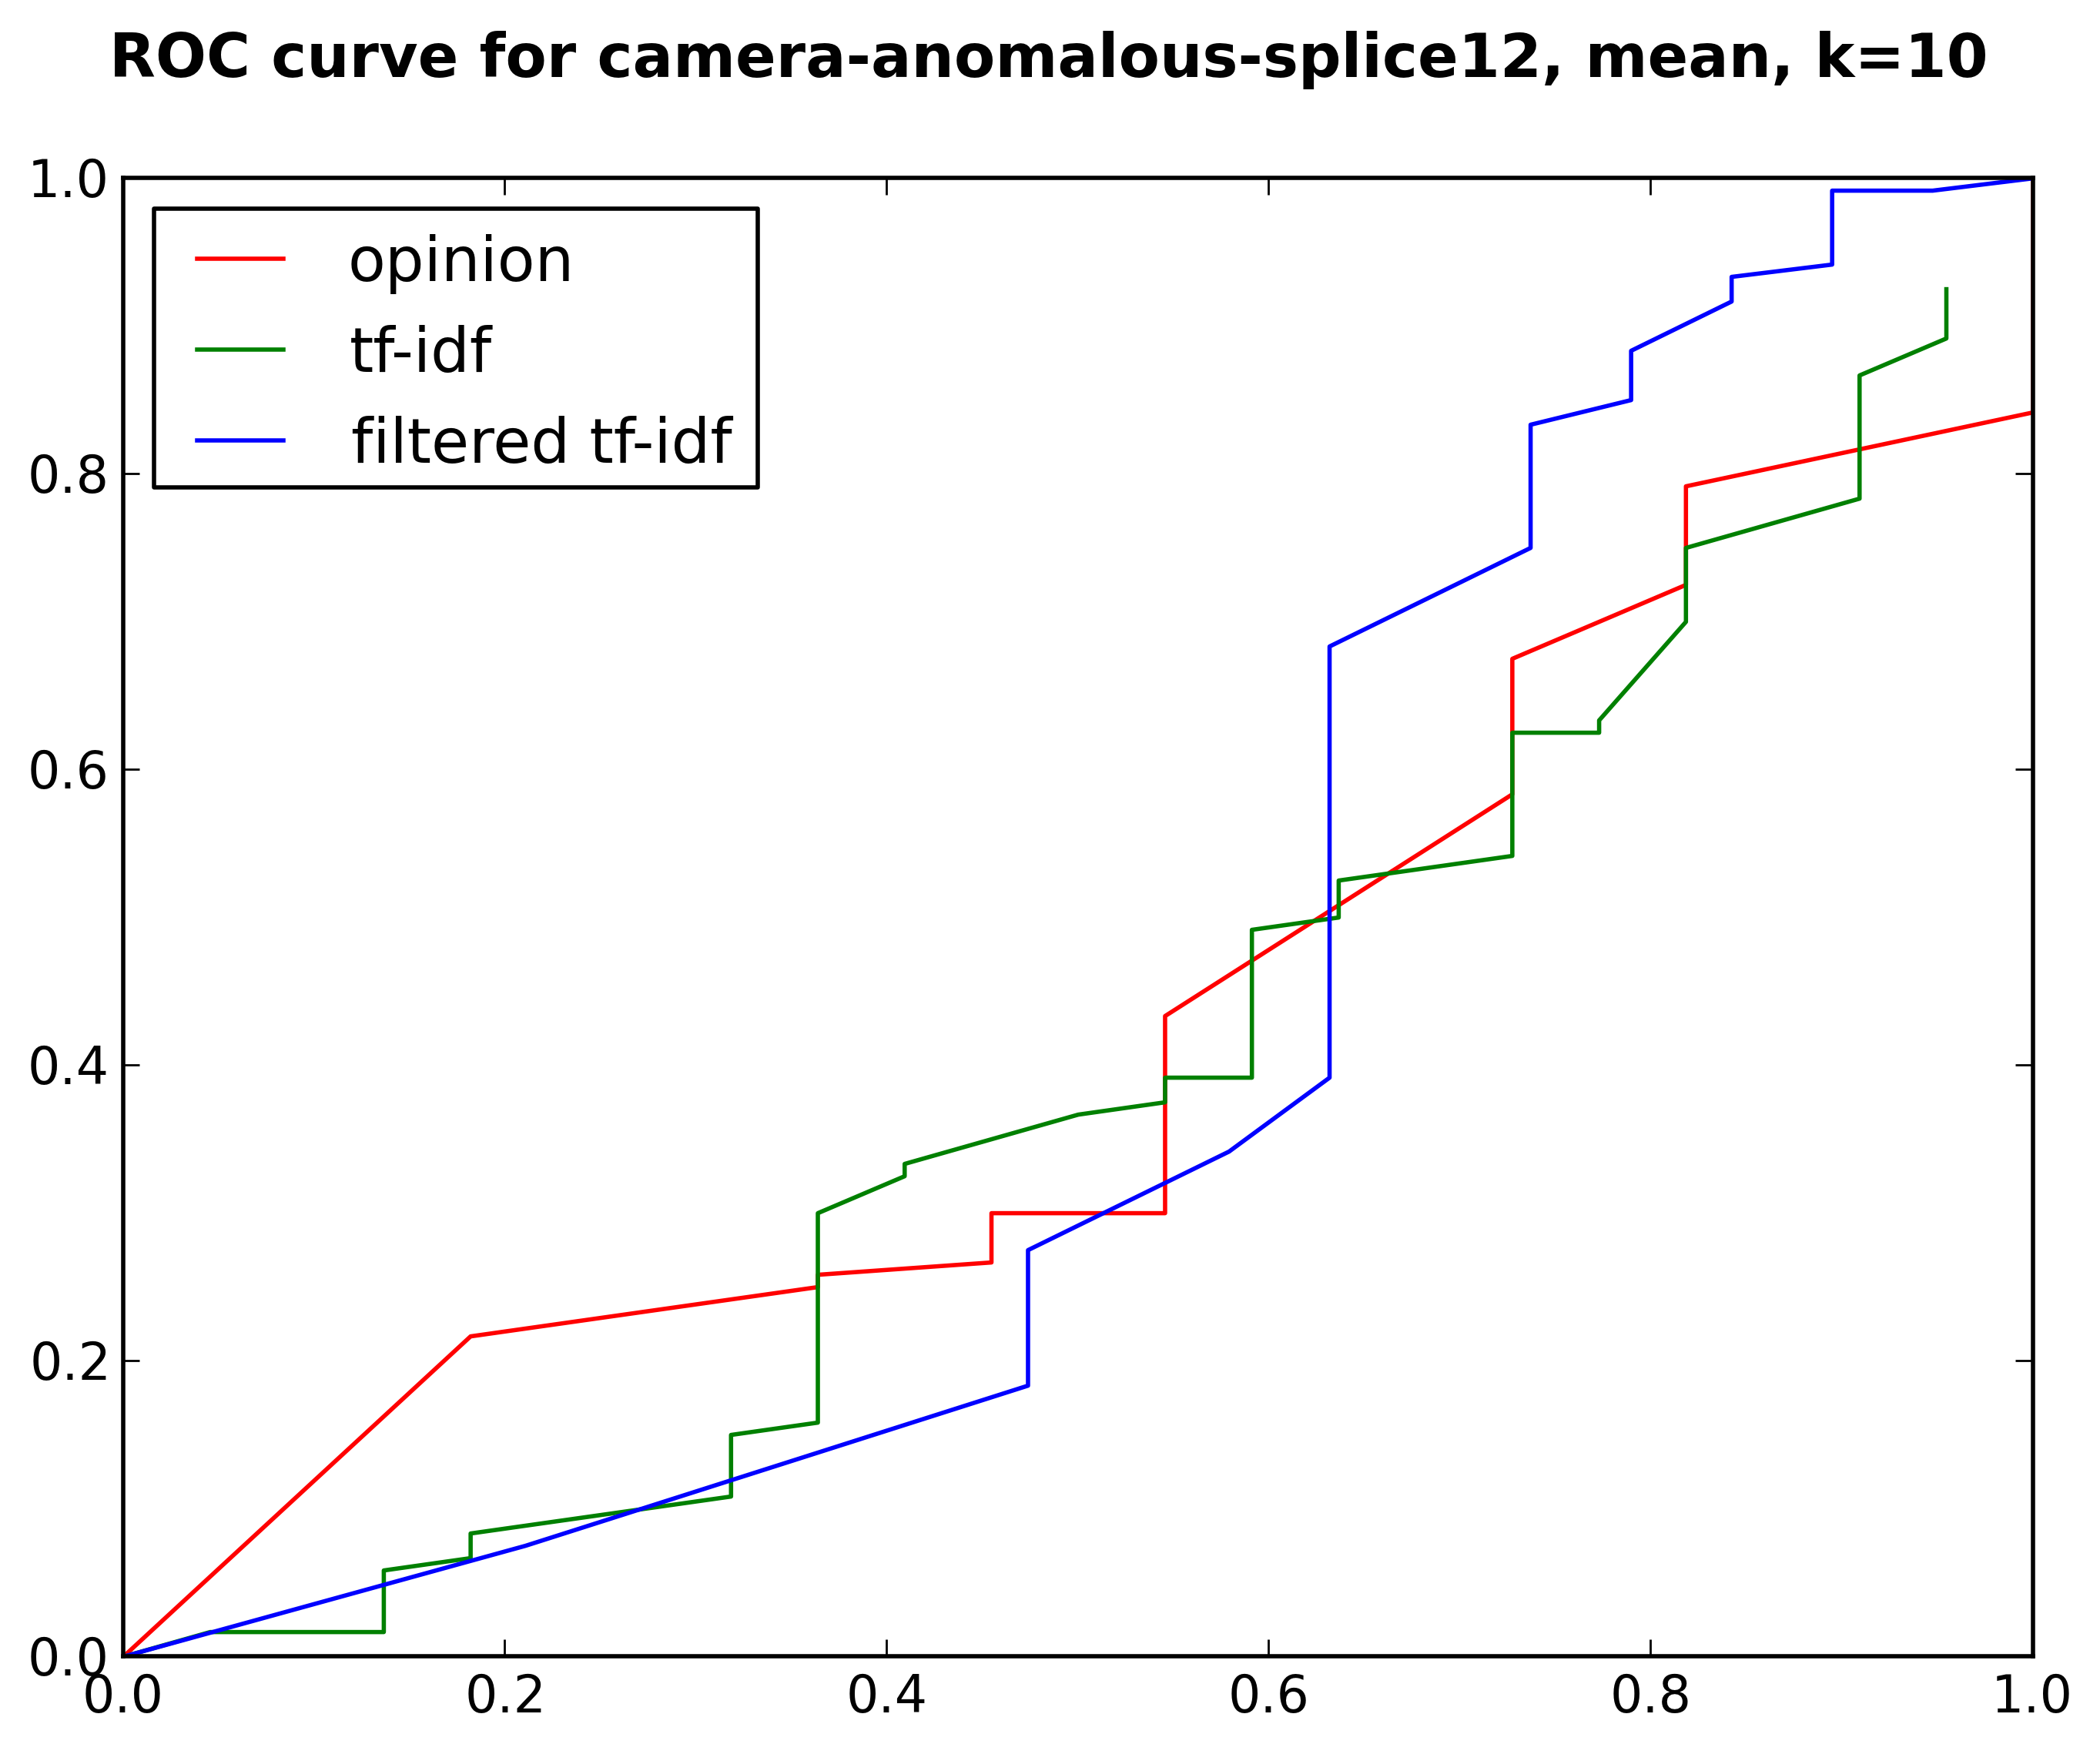 ROC curve for camera-anomalous-splice12, mean, k=10
1.0
opinion
tf-idf
filtered tf-idf
0.8
0.6
0.4
0.2
0.0
0.0 0.2 0.4 0.6 0.8 1.0